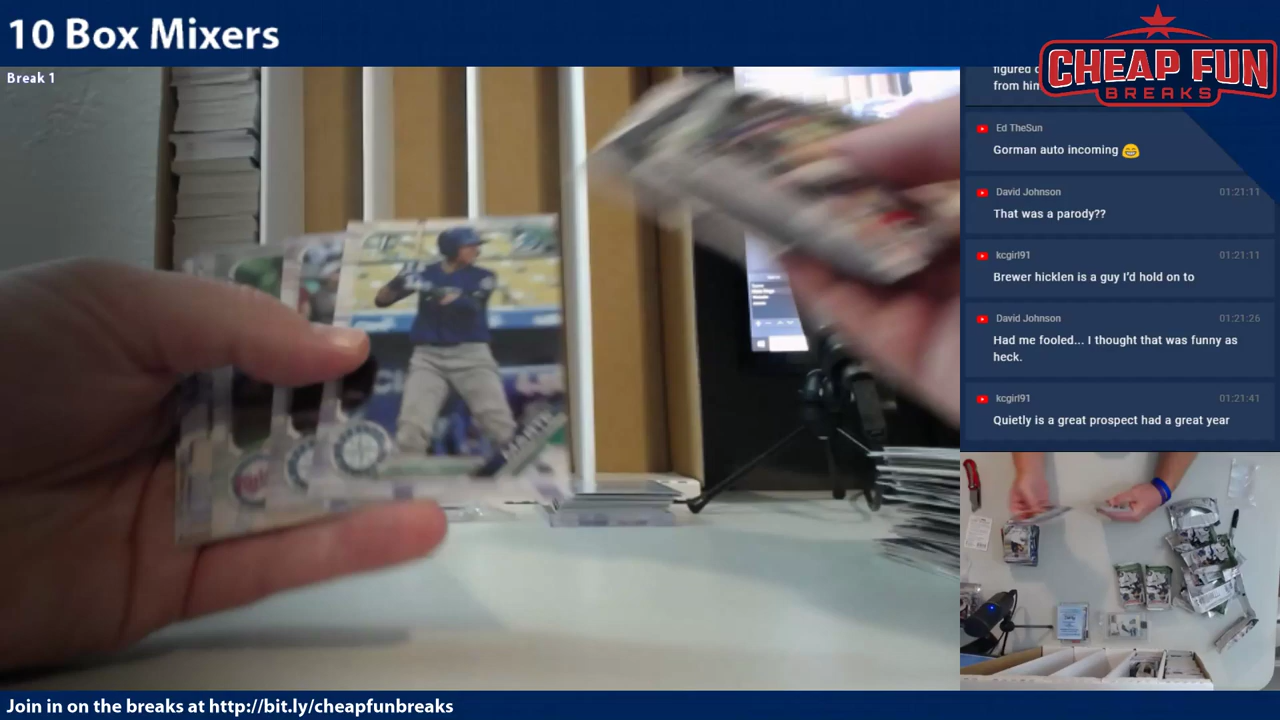 10 Box Mixers
Break 1
CHEAP FUN
BREAKS
figured
from him
Ed TheSun
Gorman auto incoming 😂
David Johnson 01:21:11
That was a parody??
kcgirl91 01:21:11
Brewer hicklen is a guy I'd hold on to
David Johnson 01:21:26
Had me fooled... I thought that was funny as
heck.
kcgirl91 01:21:41
Quietly is a great prospect had a great year
Join in on the breaks at http://bit.ly/cheapfunbreaks